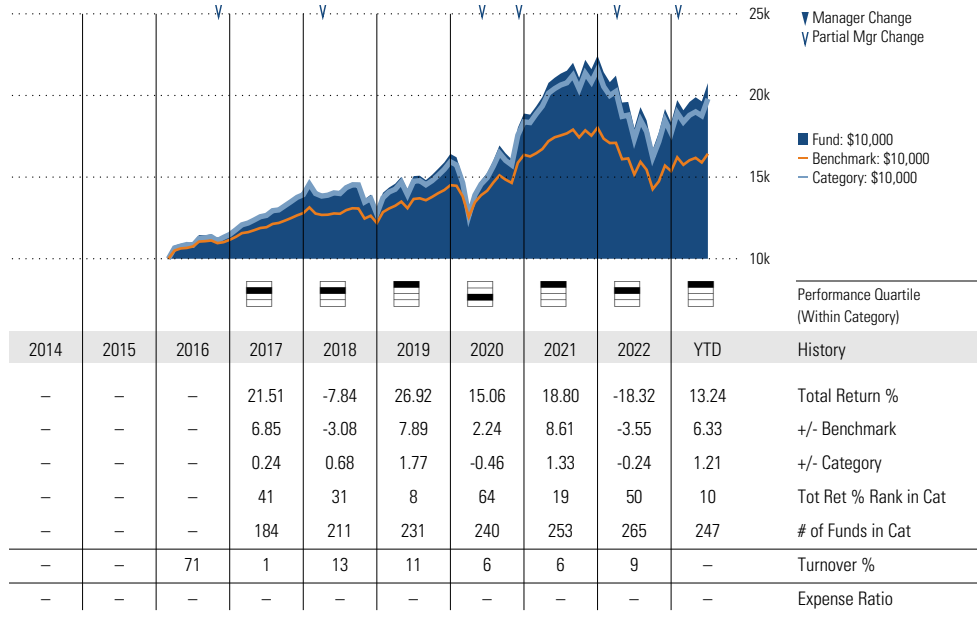 25k
20k
15k
10k
Manager Change
Partial Mgr Change
Fund: $10,000
Benchmark: $10,000
Category: $10,000
Performance Quartile
(Within Category)
2014 2015 2016 2017 2018 2019 2020 2021 2022 YTD History
– – – 21.51 -7.84 26.92 15.06 18.80 -18.32 13.24 Total Return %
– – – 6.85 -3.08 7.89 2.24 8.61 -3.55 6.33 +/- Benchmark
– – – 0.24 0.68 1.77 -0.46 1.33 -0.24 1.21 +/- Category
– – – 41 31 8 64 19 50 10 Tot Ret % Rank in Cat
– – – 184 211 231 240 253 265 247 # of Funds in Cat
– – 71 1 13 11 6 6 9 – Turnover %
– – – – – – – – – – Expense Ratio